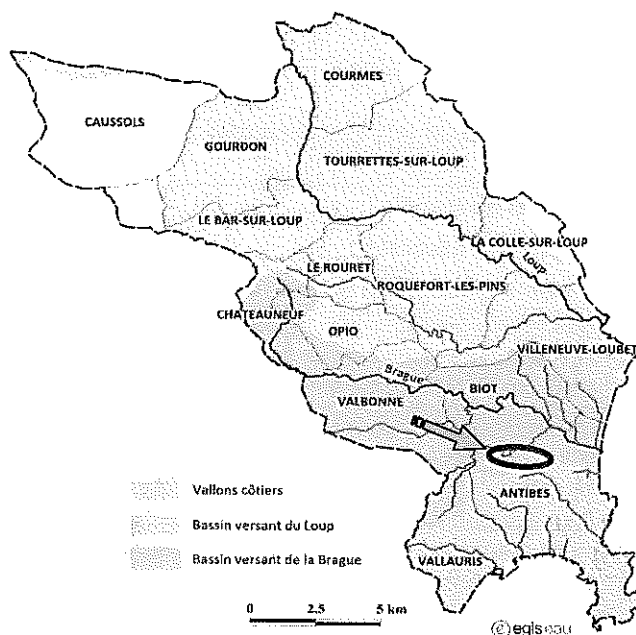 COURMES
CAUSSOLS
GOURDON
TOURRETTES-SUR-LOUP
LE BAR-SUR-LOUP
LA COLLE-SUR-LOUP
Loup
LE ROURET
ROQUEFORT-LES-PINS
CHATEAUNEUF
OPIO
VILLENEUVE-LOUBET
Brague
BIOT
VALBONNE
ANTIBES
Vallons côtiers
Bassin versant du Loup
Bassin versant de la Brague
VALLAURIS
0 2.5 5 km
egis eau